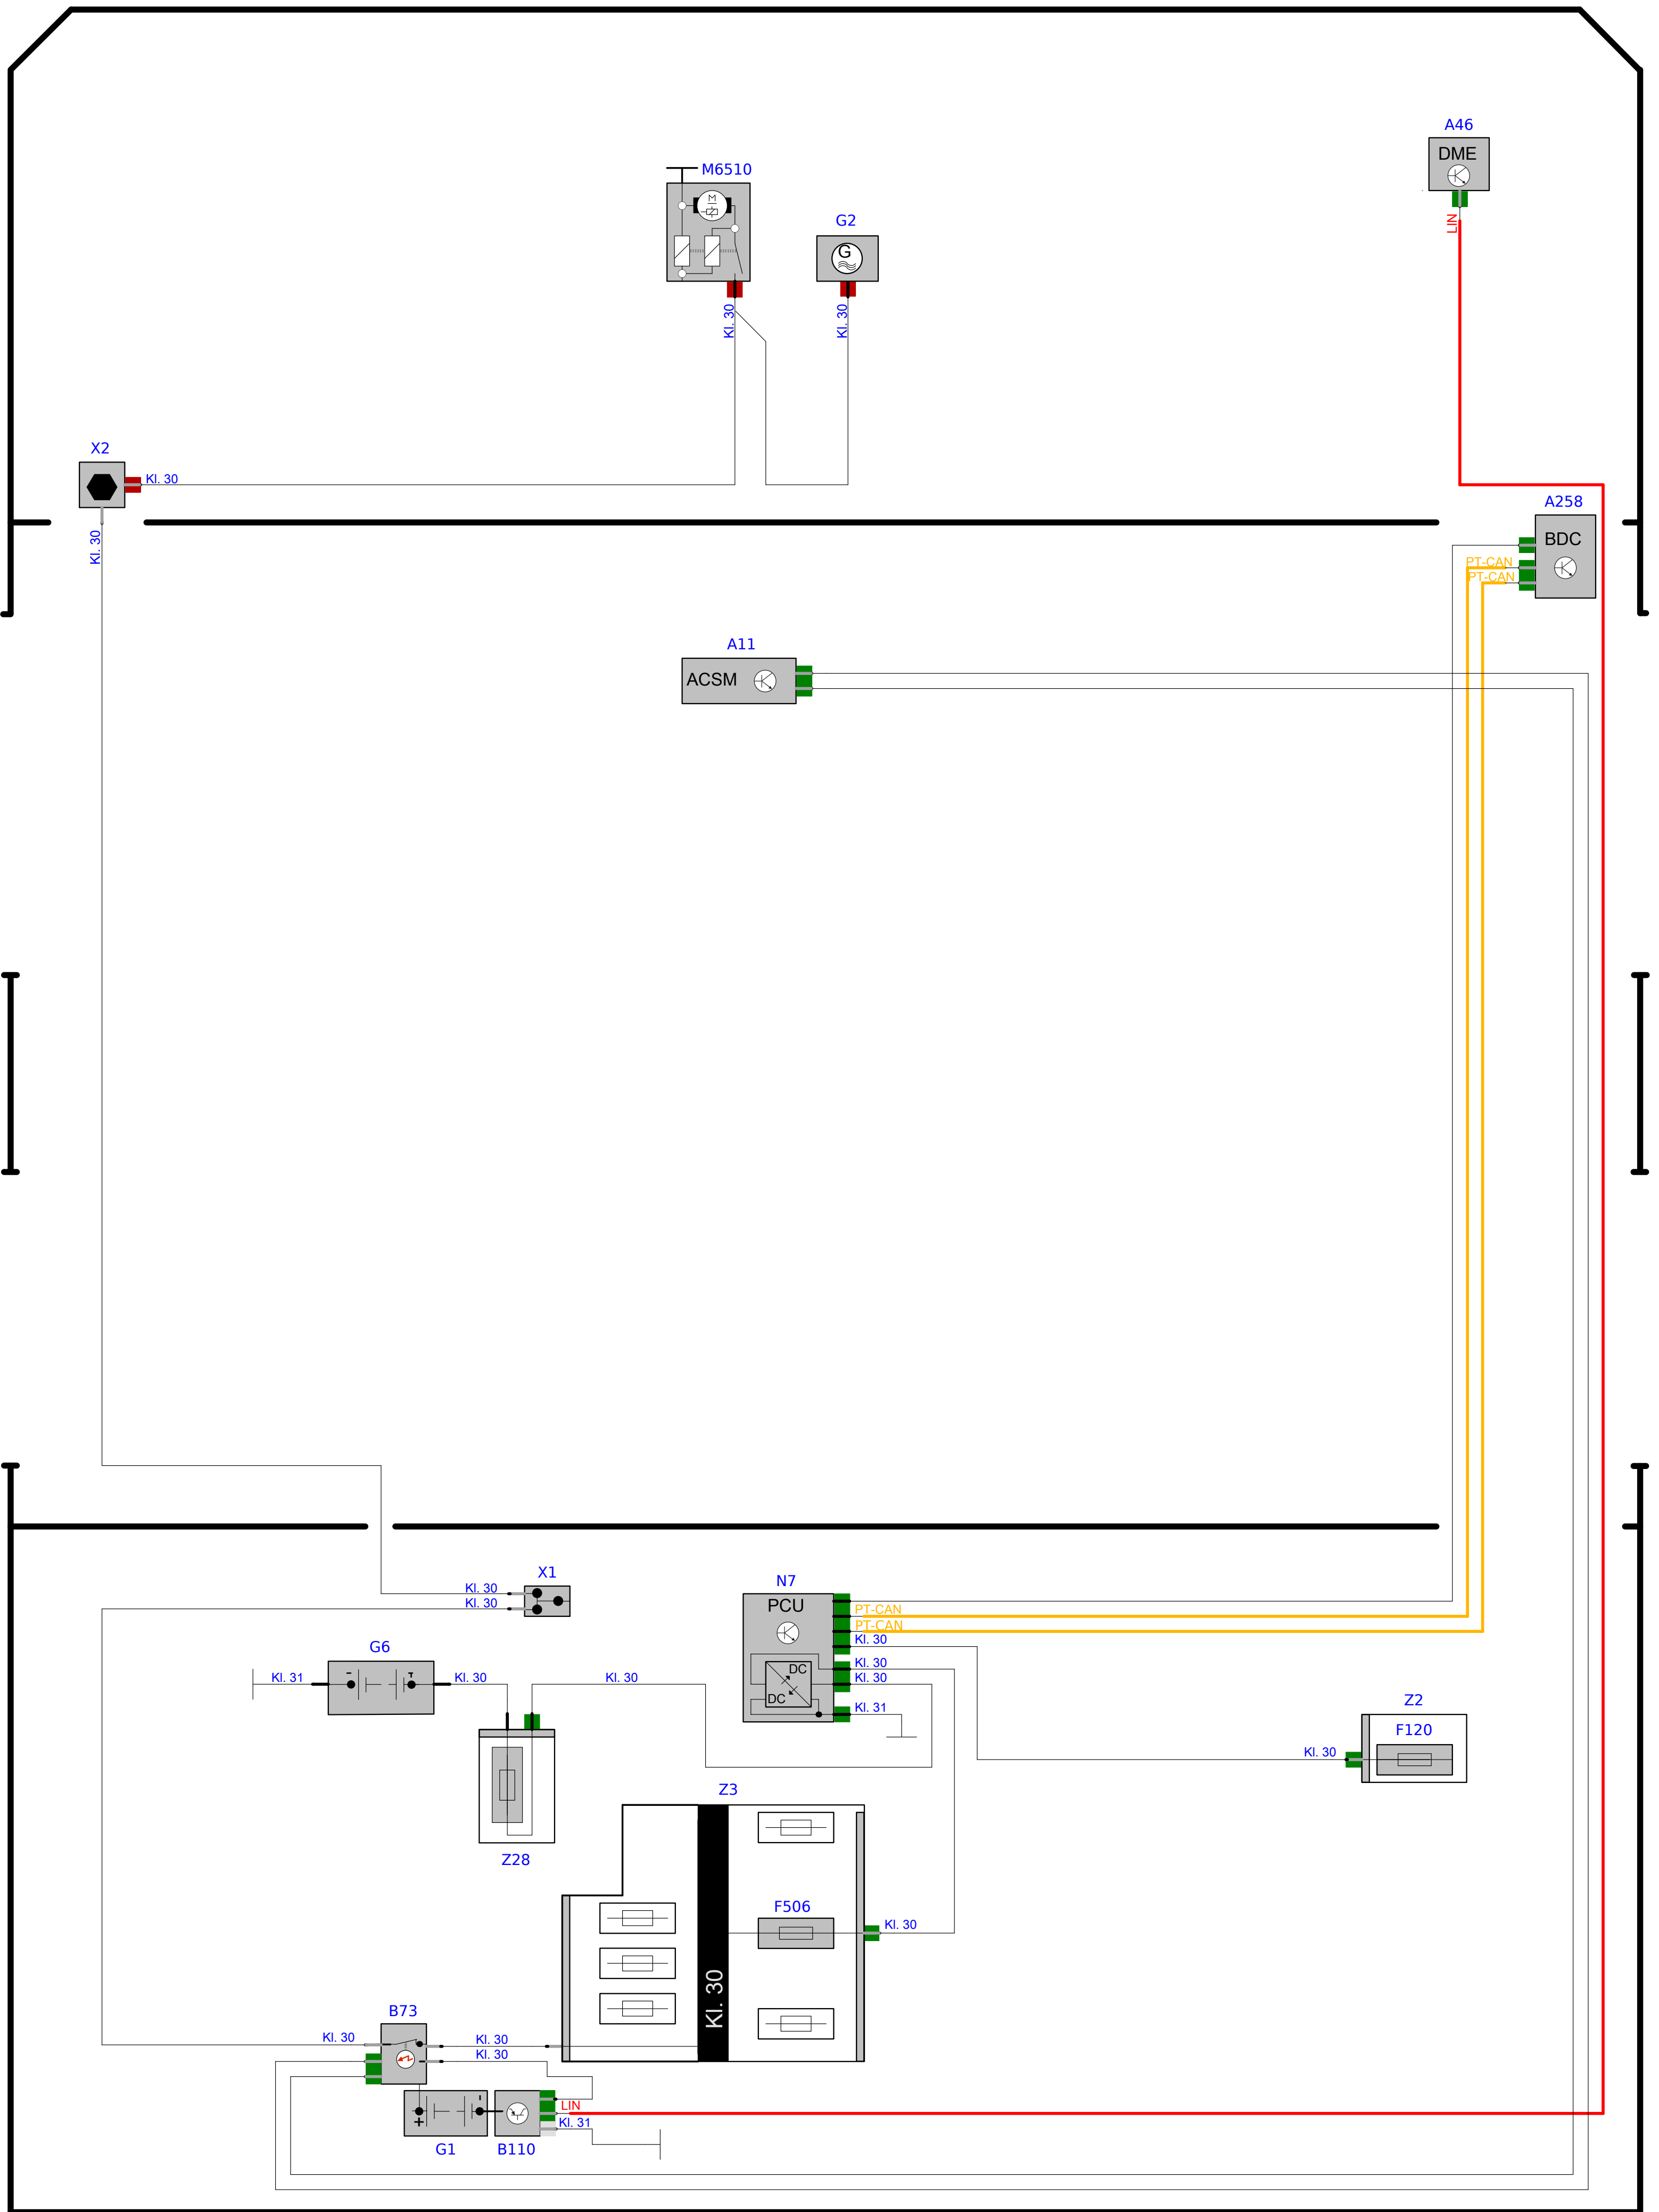 A46
DME
LIN
M6510
M
G2
G
Kl. 30
Kl. 30
X2
Kl. 30
Kl. 30
A258
BDC
PT-CAN
PT-CAN
A11
ACSM
X1
Kl. 30
Kl. 30
N7
PCU
PT-CAN
PT-CAN
Kl. 30
Kl. 30
Kl. 30
DC
DC
Kl. 31
G6
Kl. 31
- +
Kl. 30
Kl. 30
Z2
F120
Kl. 30
Z28
Z3
F506
Kl. 30
Kl. 30
B73
Kl. 30
Kl. 30
Kl. 30
LIN
Kl. 31
+ -
G1
B110